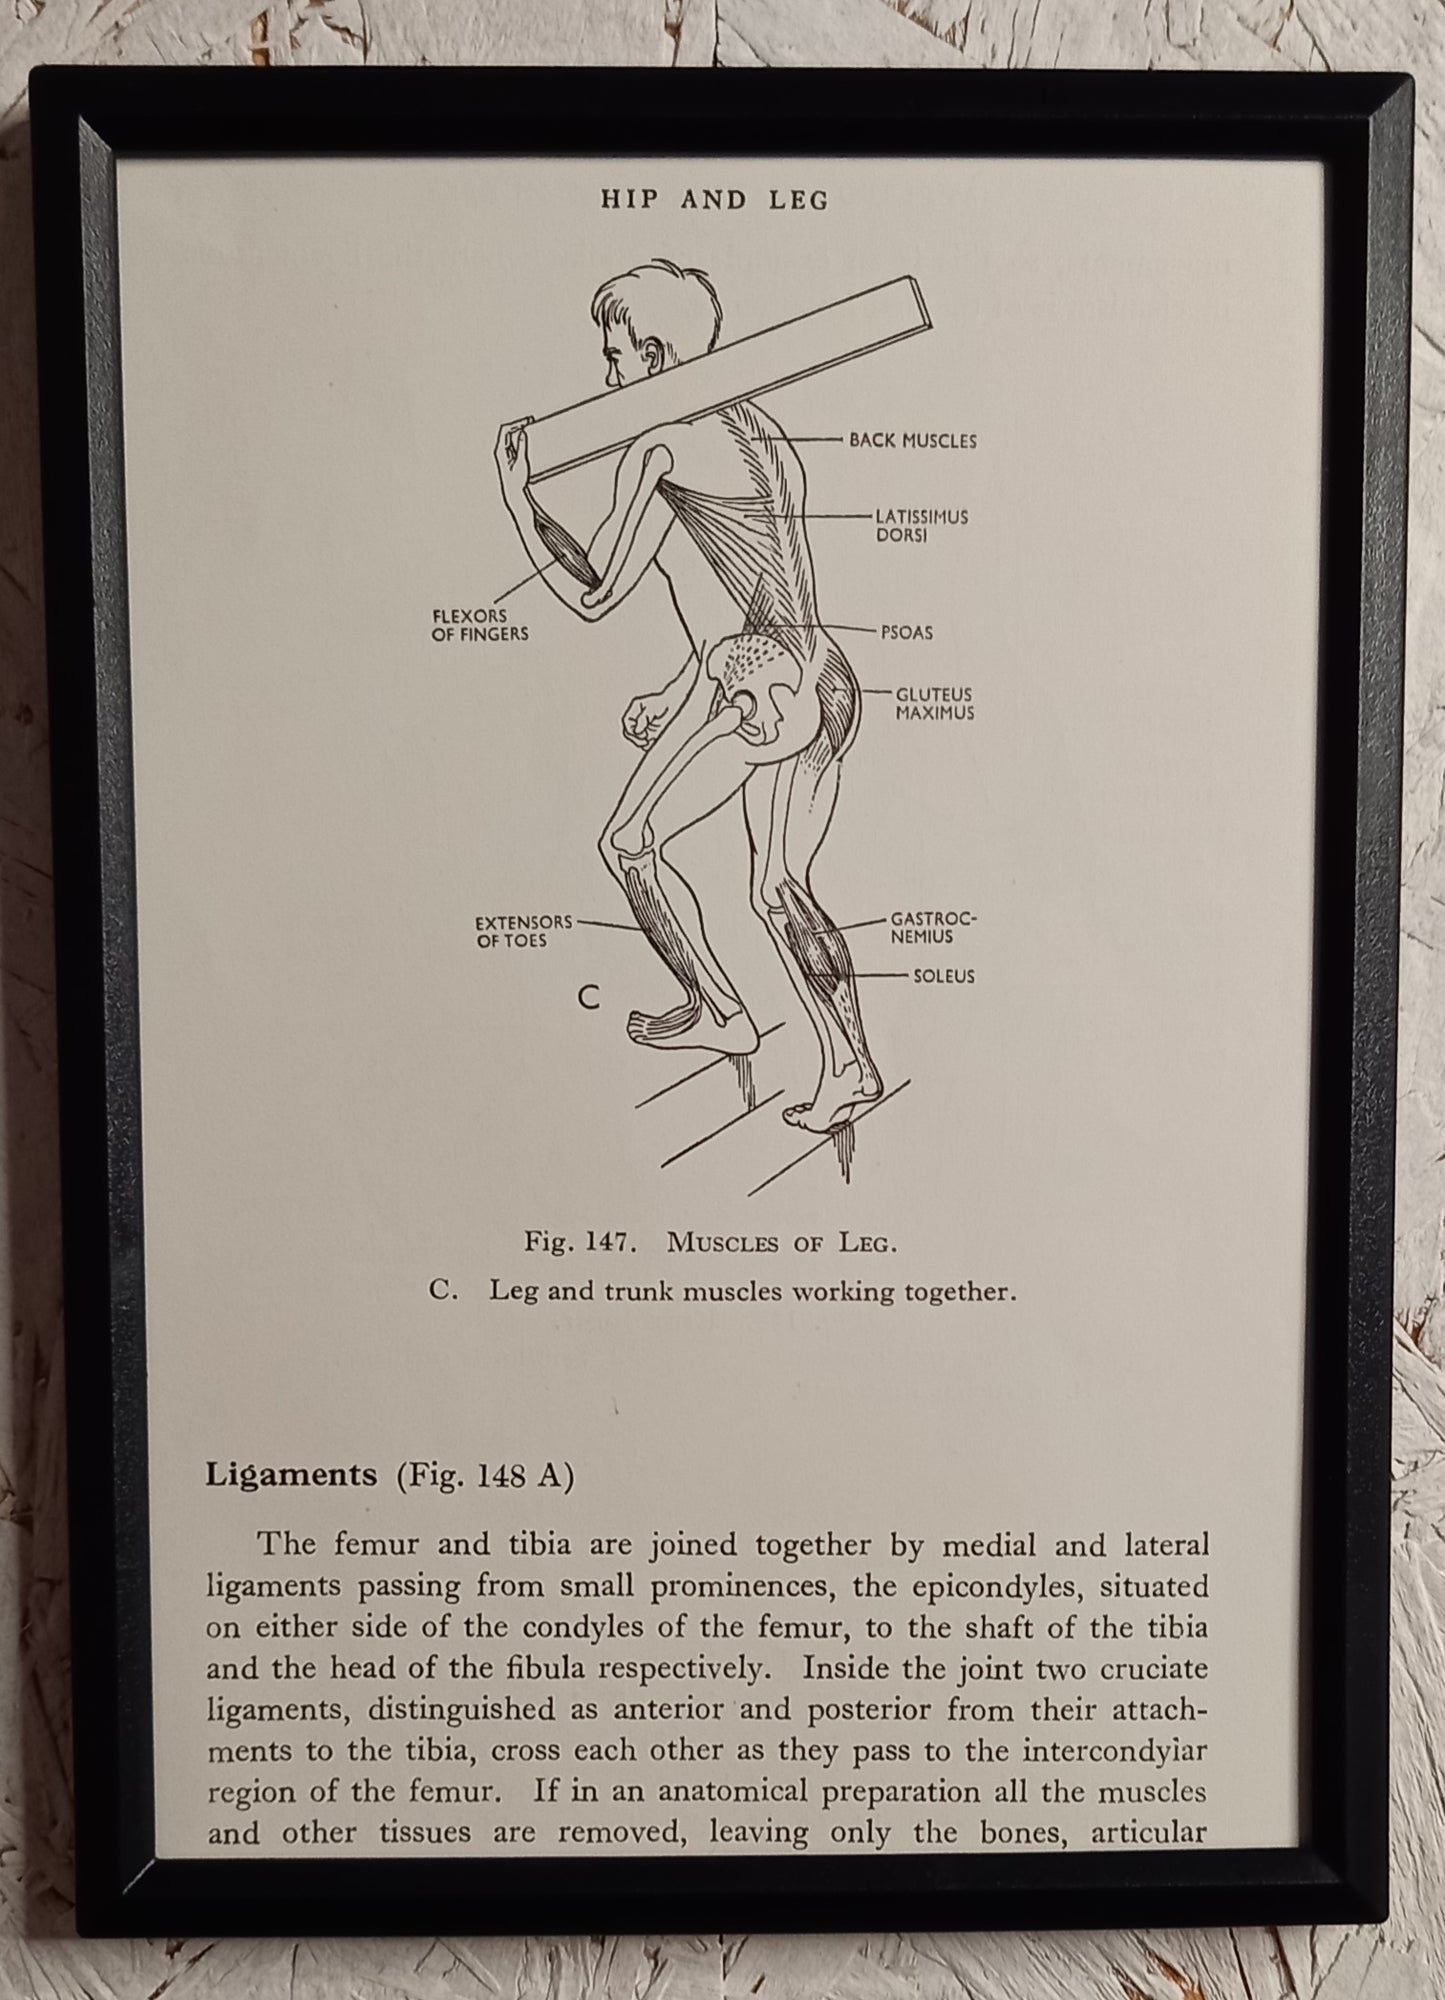 HIP AND LEG
BACK MUSCLES
LATISSIMUS
DORSI
FLEXORS
OF FINGERS
PSOAS
GLUTEUS
MAXIMUS
EXTENSORS
OF TOES
GASTROC-
NEMIUS
SOLEUS
C
Fig. 147. MUSCLES OF LEG.
C. Leg and trunk muscles working together.
Ligaments (Fig. 148 A)
The femur and tibia are joined together by medial and lateral
ligaments passing from small prominences, the epicondyles, situated
on either side of the condyles of the femur, to the shaft of the tibia
and the head of the fibula respectively. Inside the joint two cruciate
ligaments, distinguished as anterior and posterior from their attach-
ments to the tibia, cross each other as they pass to the intercondylar
region of the femur. If in an anatomical preparation all the muscles
and other tissues are removed, leaving only the bones, articular